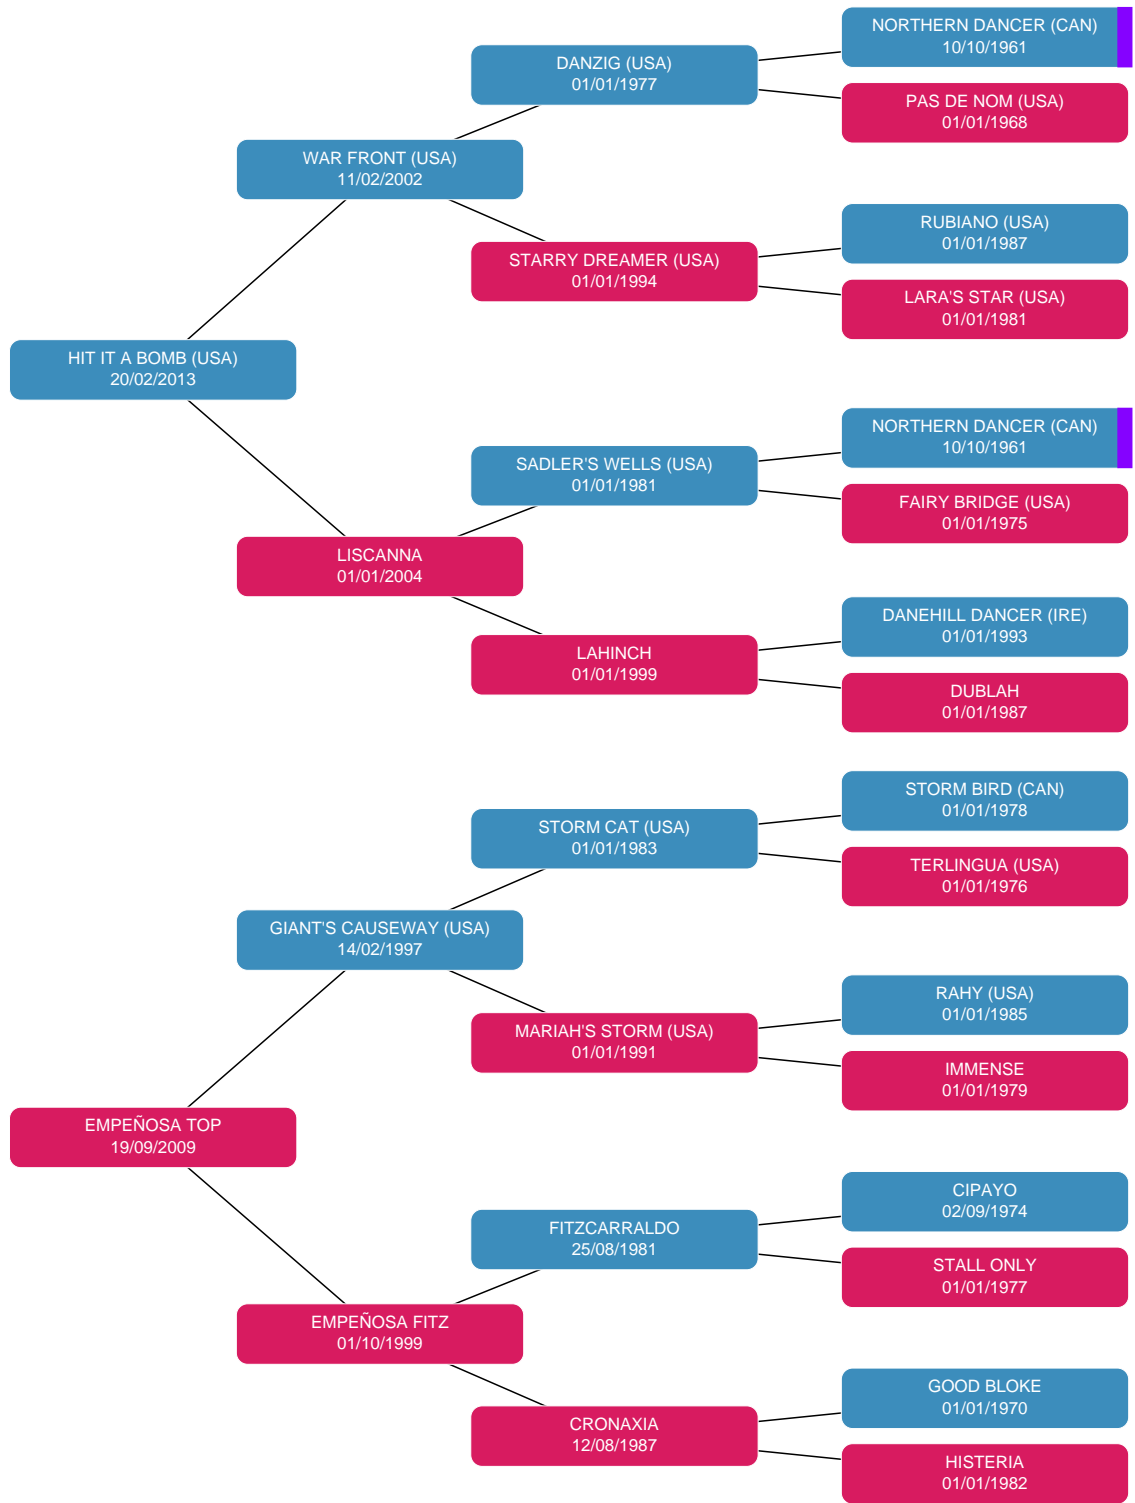 NORTHERN DANCER (CAN)
10/10/1961
DANZIG (USA)
01/01/1977
PAS DE NOM (USA)
01/01/1968
WAR FRONT (USA)
11/02/2002
RUBIANO (USA)
01/01/1987
STARRY DREAMER (USA)
01/01/1994
LARA'S STAR (USA)
01/01/1981
HIT IT A BOMB (USA)
20/02/2013
NORTHERN DANCER (CAN)
10/10/1961
SADLER'S WELLS (USA)
01/01/1981
FAIRY BRIDGE (USA)
01/01/1975
LISCANNA
01/01/2004
DANEHILL DANCER (IRE)
01/01/1993
LAHINCH
01/01/1999
DUBLAH
01/01/1987
STORM BIRD (CAN)
01/01/1978
STORM CAT (USA)
01/01/1983
TERLINGUA (USA)
01/01/1976
GIANT'S CAUSEWAY (USA)
14/02/1997
RAHY (USA)
01/01/1985
MARIAH'S STORM (USA)
01/01/1991
IMMENSE
01/01/1979
EMPEÑOSA TOP
19/09/2009
CIPAYO
02/09/1974
FITZCARRALDO
25/08/1981
STALL ONLY
01/01/1977
EMPEÑOSA FITZ
01/10/1999
GOOD BLOKE
01/01/1970
CRONAXIA
12/08/1987
HISTERIA
01/01/1982